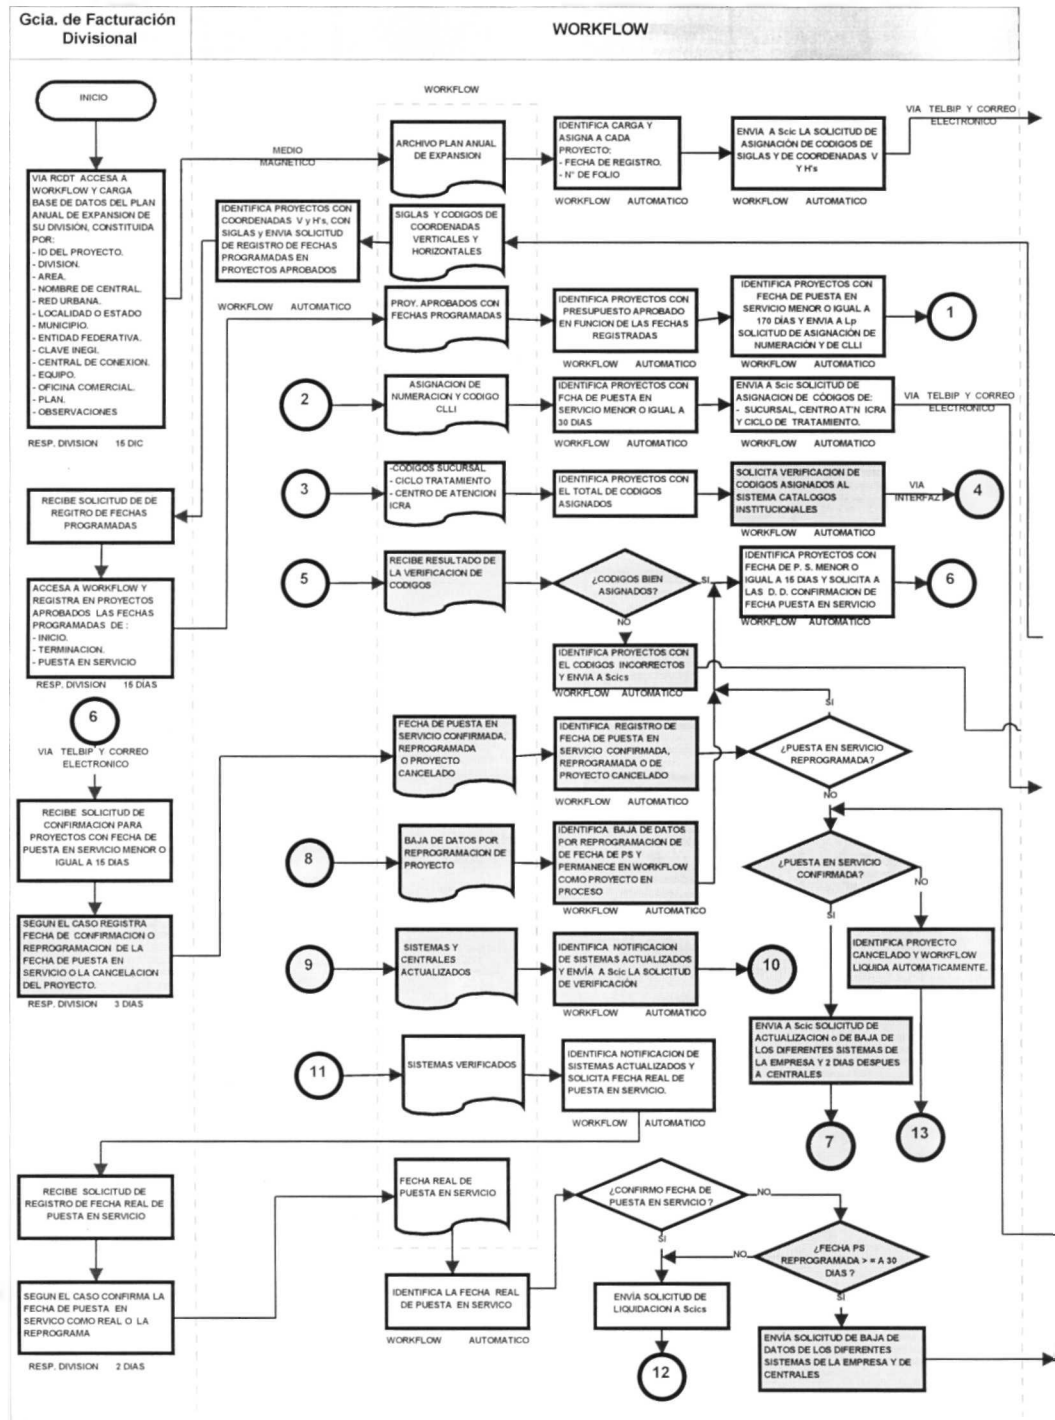 Gcia. de Facturación
Divisional
WORKFLOW
INICIO
WORKFLOW
VIA RCDT ACCESA A
WORKFLOW Y CARGA
BASE DE DATOS DEL PLAN
ANUAL DE EXPANSION DE
SU DIVISIÓN, CONSTITUIDA
POR:
- ID DEL PROYECTO.
- DIVISION.
- AREA.
- NOMBRE DE CENTRAL.
- RED URBANA.
- LOCALIDAD O ESTADO
- MUNICIPIO.
- ENTIDAD FEDERATIVA.
- CLAVE INEGI.
- CENTRAL DE CONEXION.
- EQUIPO.
- OFICINA COMERCIAL.
- PLAN.
- OBSERVACIONES
RESP. DIVISION 15 DIC
MEDIO
MAGNETICO
ARCHIVO PLAN ANUAL
DE EXPANSION
IDENTIFICA CARGA Y
ASIGNA A CADA
PROYECTO:
- FECHA DE REGISTRO.
- N° DE FOLIO
WORKFLOW AUTOMATICO
ENVIA A Scic LA SOLICITUD DE
ASIGNACIÓN DE CODIGOS DE
SIGLAS Y DE COORDENADAS V
Y H's
WORKFLOW AUTOMATICO
VIA TELBIP Y CORREO
ELECTRONICO
IDENTIFICA PROYECTOS CON
COORDENADAS V y H's, CON
SIGLAS y ENVIA SOLICITUD
DE REGISTRO DE FECHAS
PROGRAMADAS EN
PROYECTOS APROBADOS
WORKFLOW AUTOMATICO
SIGLAS Y CODIGOS DE
COORDENADAS
VERTICALES Y
HORIZONTALES
PROY. APROBADOS CON
FECHAS PROGRAMADAS
IDENTIFICA PROYECTOS CON
PRESUPUESTO APROBADO
EN FUNCION DE LAS FECHAS
REGISTRADAS
WORKFLOW AUTOMATICO
IDENTIFICA PROYECTOS CON
FECHA DE PUESTA EN
SERVICIO MENOR O IGUAL A
170 DÍAS Y ENVIA A Lp
SOLICITUD DE ASIGNACIÓN DE
NUMERACIÓN Y DE CLLI
WORKFLOW AUTOMATICO
1
2
ASIGNACION DE
NUMERACION Y CODIGO
CLLI
IDENTIFICA PROYECTOS CON
FCHA DE PUESTA EN
SERVICIO MENOR O IGUAL A
30 DIAS
WORKFLOW AUTOMATICO
ENVIA A Scic SOLICITUD DE
ASIGNACION DE CÓDIGOS DE:
- SUCURSAL, CENTRO AT'N ICRA
Y CICLO DE TRATAMIENTO.
WORKFLOW AUTOMATICO
VIA TELBIP Y CORREO
ELECTRONICO
3
-CODIGOS SUCURSAL
- CICLO TRATAMIENTO
- CENTRO DE ATENCION
ICRA
IDENTIFICA PROYECTOS CON
EL TOTAL DE CODIGOS
ASIGNADOS
WORKFLOW AUTOMATICO
SOLICITA VERIFICACION DE
CODIGOS ASIGNADOS AL
SISTEMA CATALOGOS
INSTITUCIONALES
WORKFLOW AUTOMATICO
VIA
INTERFAZ
4
RECIBE SOLICITUD DE DE
REGITRO DE FECHAS
PROGRAMADAS
5
RECIBE RESULTADO DE
LA VERIFICACION DE
CODIGOS
¿CODIGOS BIEN
ASIGNADOS?
SI
NO
IDENTIFICA PROYECTOS CON
FECHA DE P. S. MENOR O
IGUAL A 15 DIAS Y SOLICITA A
LAS D. D. CONFIRMACION DE
FECHA PUESTA EN SERVICIO
WORKFLOW AUTOMATICO
6
ACCESA A WORKFLOW Y
REGISTRA EN PROYECTOS
APROBADOS LAS FECHAS
PROGRAMADAS DE :
- INICIO.
- TERMINACION.
- PUESTA EN SERVICIO
RESP. DIVISION 15 DÍAS
IDENTIFICA PROYECTOS CON
EL CODIGOS INCORRECTOS
Y ENVIA A Scics
WORKFLOW AUTOMATICO
6
VIA TELBIP Y CORREO
ELECTRONICO
FECHA DE PUESTA EN
SERVICIO CONFIRMADA,
REPROGRAMADA
O PROYECTO
CANCELADO
IDENTIFICA REGISTRO DE
FECHA DE PUESTA EN
SERVICIO CONFIRMADA,
REPROGRAMADA O DE
PROYECTO CANCELADO
WORKFLOW AUTOMATICO
SI
¿PUESTA EN SERVICIO
REPROGRAMADA?
NO
RECIBE SOLICITUD DE
CONFIRMACION PARA
PROYECTOS CON FECHA DE
PUESTA EN SERVICIO MENOR O
IGUAL A 15 DIAS
8
BAJA DE DATOS POR
REPROGRAMACION DE
PROYECTO
IDENTIFICA BAJA DE DATOS
POR REPROGRAMACION DE
DE FECHA DE PS Y
PERMANECE EN WORKFLOW
COMO PROYECTO EN
PROCESO
WORKFLOW AUTOMATICO
¿PUESTA EN SERVICIO
CONFIRMADA?
NO
SI
SEGUN EL CASO REGISTRA
FECHA DE CONFIRMACION O
REPROGRAMACION DE LA
FECHA DE PUESTA EN
SERVICIO O LA CANCELACION
DEL PROYECTO.
RESP. DIVISION 3 DIAS
9
SISTEMAS Y
CENTRALES
ACTUALIZADOS
IDENTIFICA NOTIFICACION
DE SISTEMAS ACTUALIZADOS
Y ENVÍA A Scic LA SOLICITUD
DE VERIFICACIÓN
WORKFLOW AUTOMATICO
10
IDENTIFICA PROYECTO
CANCELADO Y WORKFLOW
LIQUIDA AUTOMATICAMENTE.
ENVIA A Scic SOLICITUD DE
ACTUALIZACION o DE BAJA DE
LOS DIFERENTES SISTEMAS DE
LA EMPRESA Y 2 DIAS DESPUES
A CENTRALES
7
13
11
SISTEMAS VERIFICADOS
IDENTIFICA NOTIFICACION DE
SISTEMAS ACTUALIZADOS Y
SOLICITA FECHA REAL DE
PUESTA EN SERVICIO.
WORKFLOW AUTOMATICO
RECIBE SOLICITUD DE
REGISTRO DE FECHA REAL DE
PUESTA EN SERVICIO
FECHA REAL DE
PUESTA EN SERVICIO
¿CONFIRMO FECHA DE
PUESTA EN SERVICIO ?
NO
SI
¿FECHA PS
REPROGRAMADA > = A 30
DIAS ?
NO
SI
SEGUN EL CASO CONFIRMA LA
FECHA DE PUESTA EN
SERVICO COMO REAL O LA
REPROGRAMA
RESP. DIVISION 2 DIAS
IDENTIFICA LA FECHA REAL
DE PUESTA EN SERVICO
WORKFLOW AUTOMATICO
ENVÍA SOLICITUD DE
LIQUIDACION A Scics
12
ENVÍA SOLICITUD DE BAJA DE
DATOS DE LOS DIFERENTES
SISTEMAS DE LA EMPRESA Y DE
CENTRALES